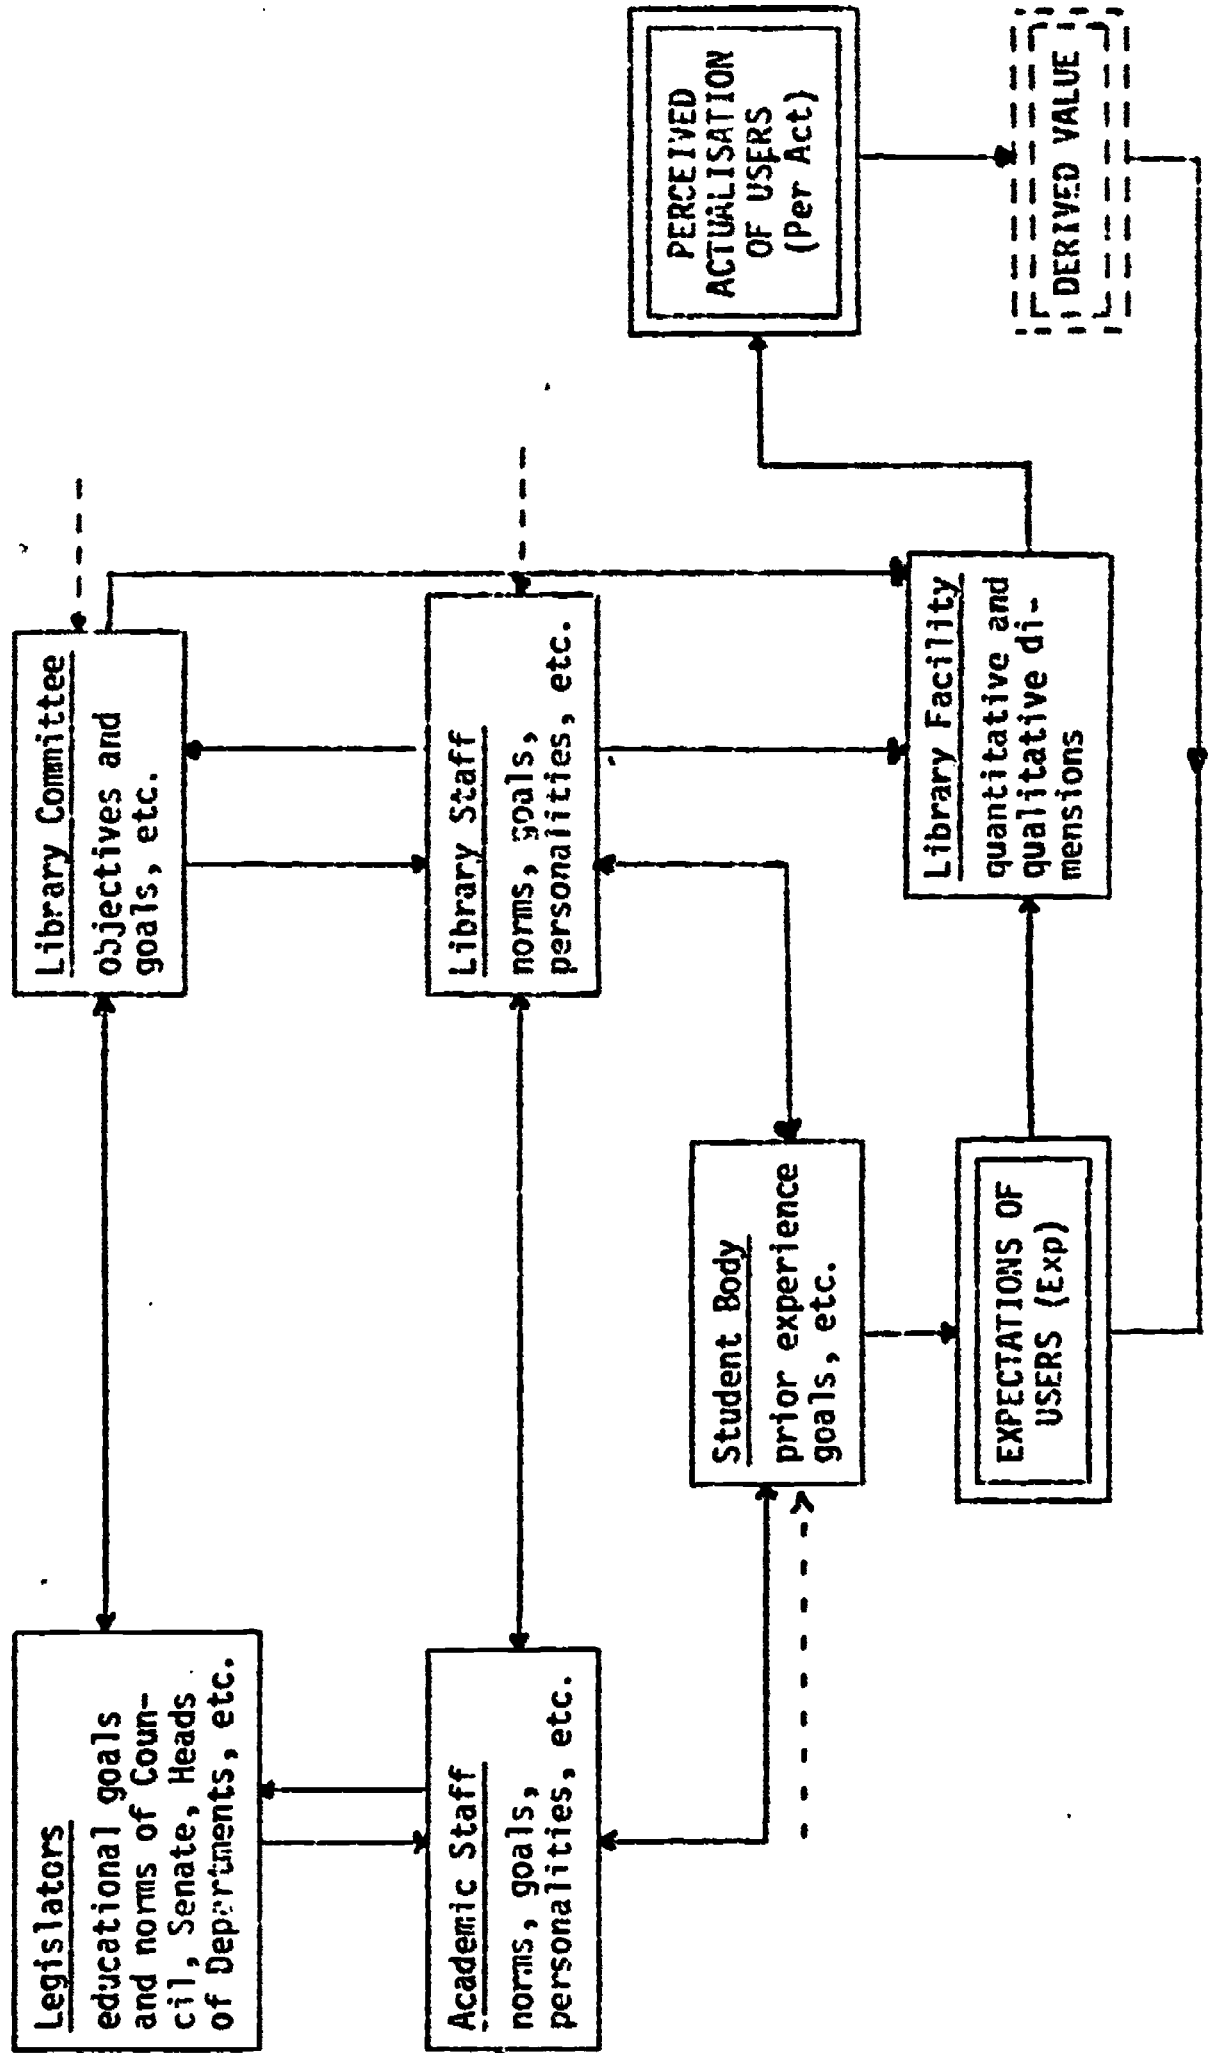 Legislators
educational goals
and norms of Coun-
cil, Senate, Heads
of Departments, etc.
Library Committee
objectives and
goals, etc.
Academic Staff
norms, goals,
personalities, etc.
Library Staff
norms, goals,
personalities, etc.
Student Body
prior experience
goals, etc.
EXPECTATIONS OF
USERS (Exp)
Library Facility
quantitative and
qualitative di-
mensions
PERCEIVED
ACTUALISATION
OF USERS
(Per Act)
DERIVED VALUE